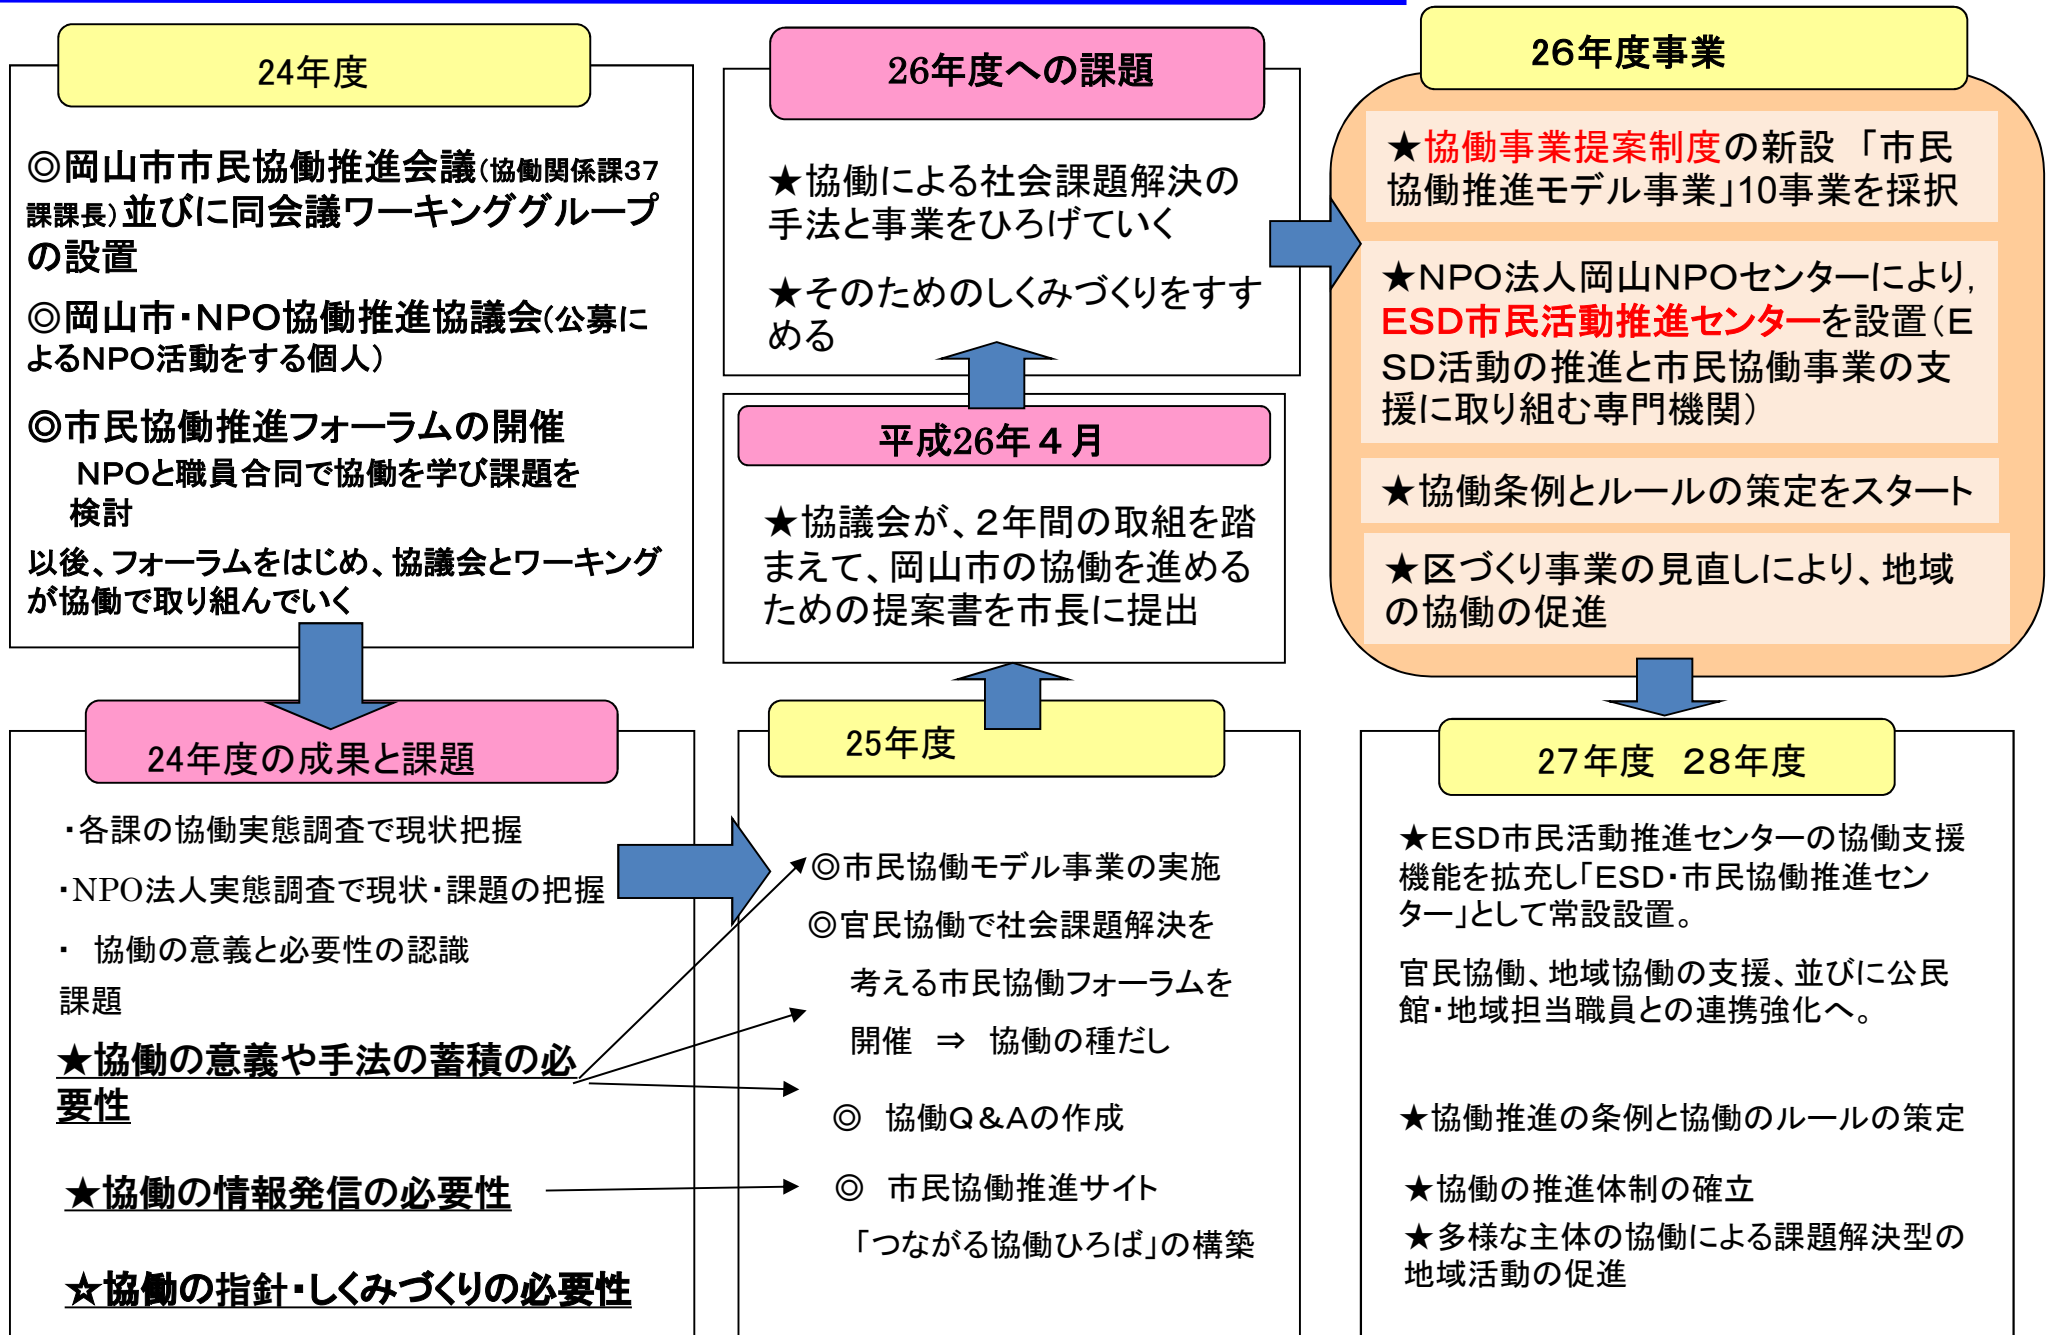 24年度
◎岡山市市民協働推進会議(協働関係課37
課課長)並びに同会議ワーキンググループ
の設置
◎岡山市・NPO協働推進協議会(公募に
よるNPO活動をする個人)
◎市民協働推進フォーラムの開催
NPOと職員合同で協働を学び課題を
検討
以後、フォーラムをはじめ、協議会とワーキング
が協働で取り組んでいく
24年度の成果と課題
・各課の協働実態調査で現状把握
・NPO法人実態調査で現状・課題の把握
・ 協働の意義と必要性の認識
課題
★協働の意義や手法の蓄積の必
要性
★協働の情報発信の必要性
☆協働の指針・しくみづくりの必要性
25年度
◎市民協働モデル事業の実施
◎官民協働で社会課題解決を
考える市民協働フォーラムを
開催 ⇒ 協働の種だし
◎ 協働Q&Aの作成
◎ 市民協働推進サイト
「つながる協働ひろば」の構築
平成26年4月
★協議会が、2年間の取組を踏
まえて、岡山市の協働を進める
ための提案書を市長に提出
26年度への課題
★協働による社会課題解決の
手法と事業をひろげていく
★そのためのしくみづくりをすす
める
26年度事業
★協働事業提案制度の新設 「市民
協働推進モデル事業」10事業を採択
★NPO法人岡山NPOセンターにより,
ESD市民活動推進センターを設置(E
SD活動の推進と市民協働事業の支
援に取り組む専門機関)
★協働条例とルールの策定をスタート
★区づくり事業の見直しにより、地域
の協働の促進
27年度 28年度
★ESD市民活動推進センターの協働支援
機能を拡充し「ESD・市民協働推進セン
ター」として常設設置。
官民協働、地域協働の支援、並びに公民
館・地域担当職員との連携強化へ。
★協働推進の条例と協働のルールの策定
★協働の推進体制の確立
★多様な主体の協働による課題解決型の
地域活動の促進